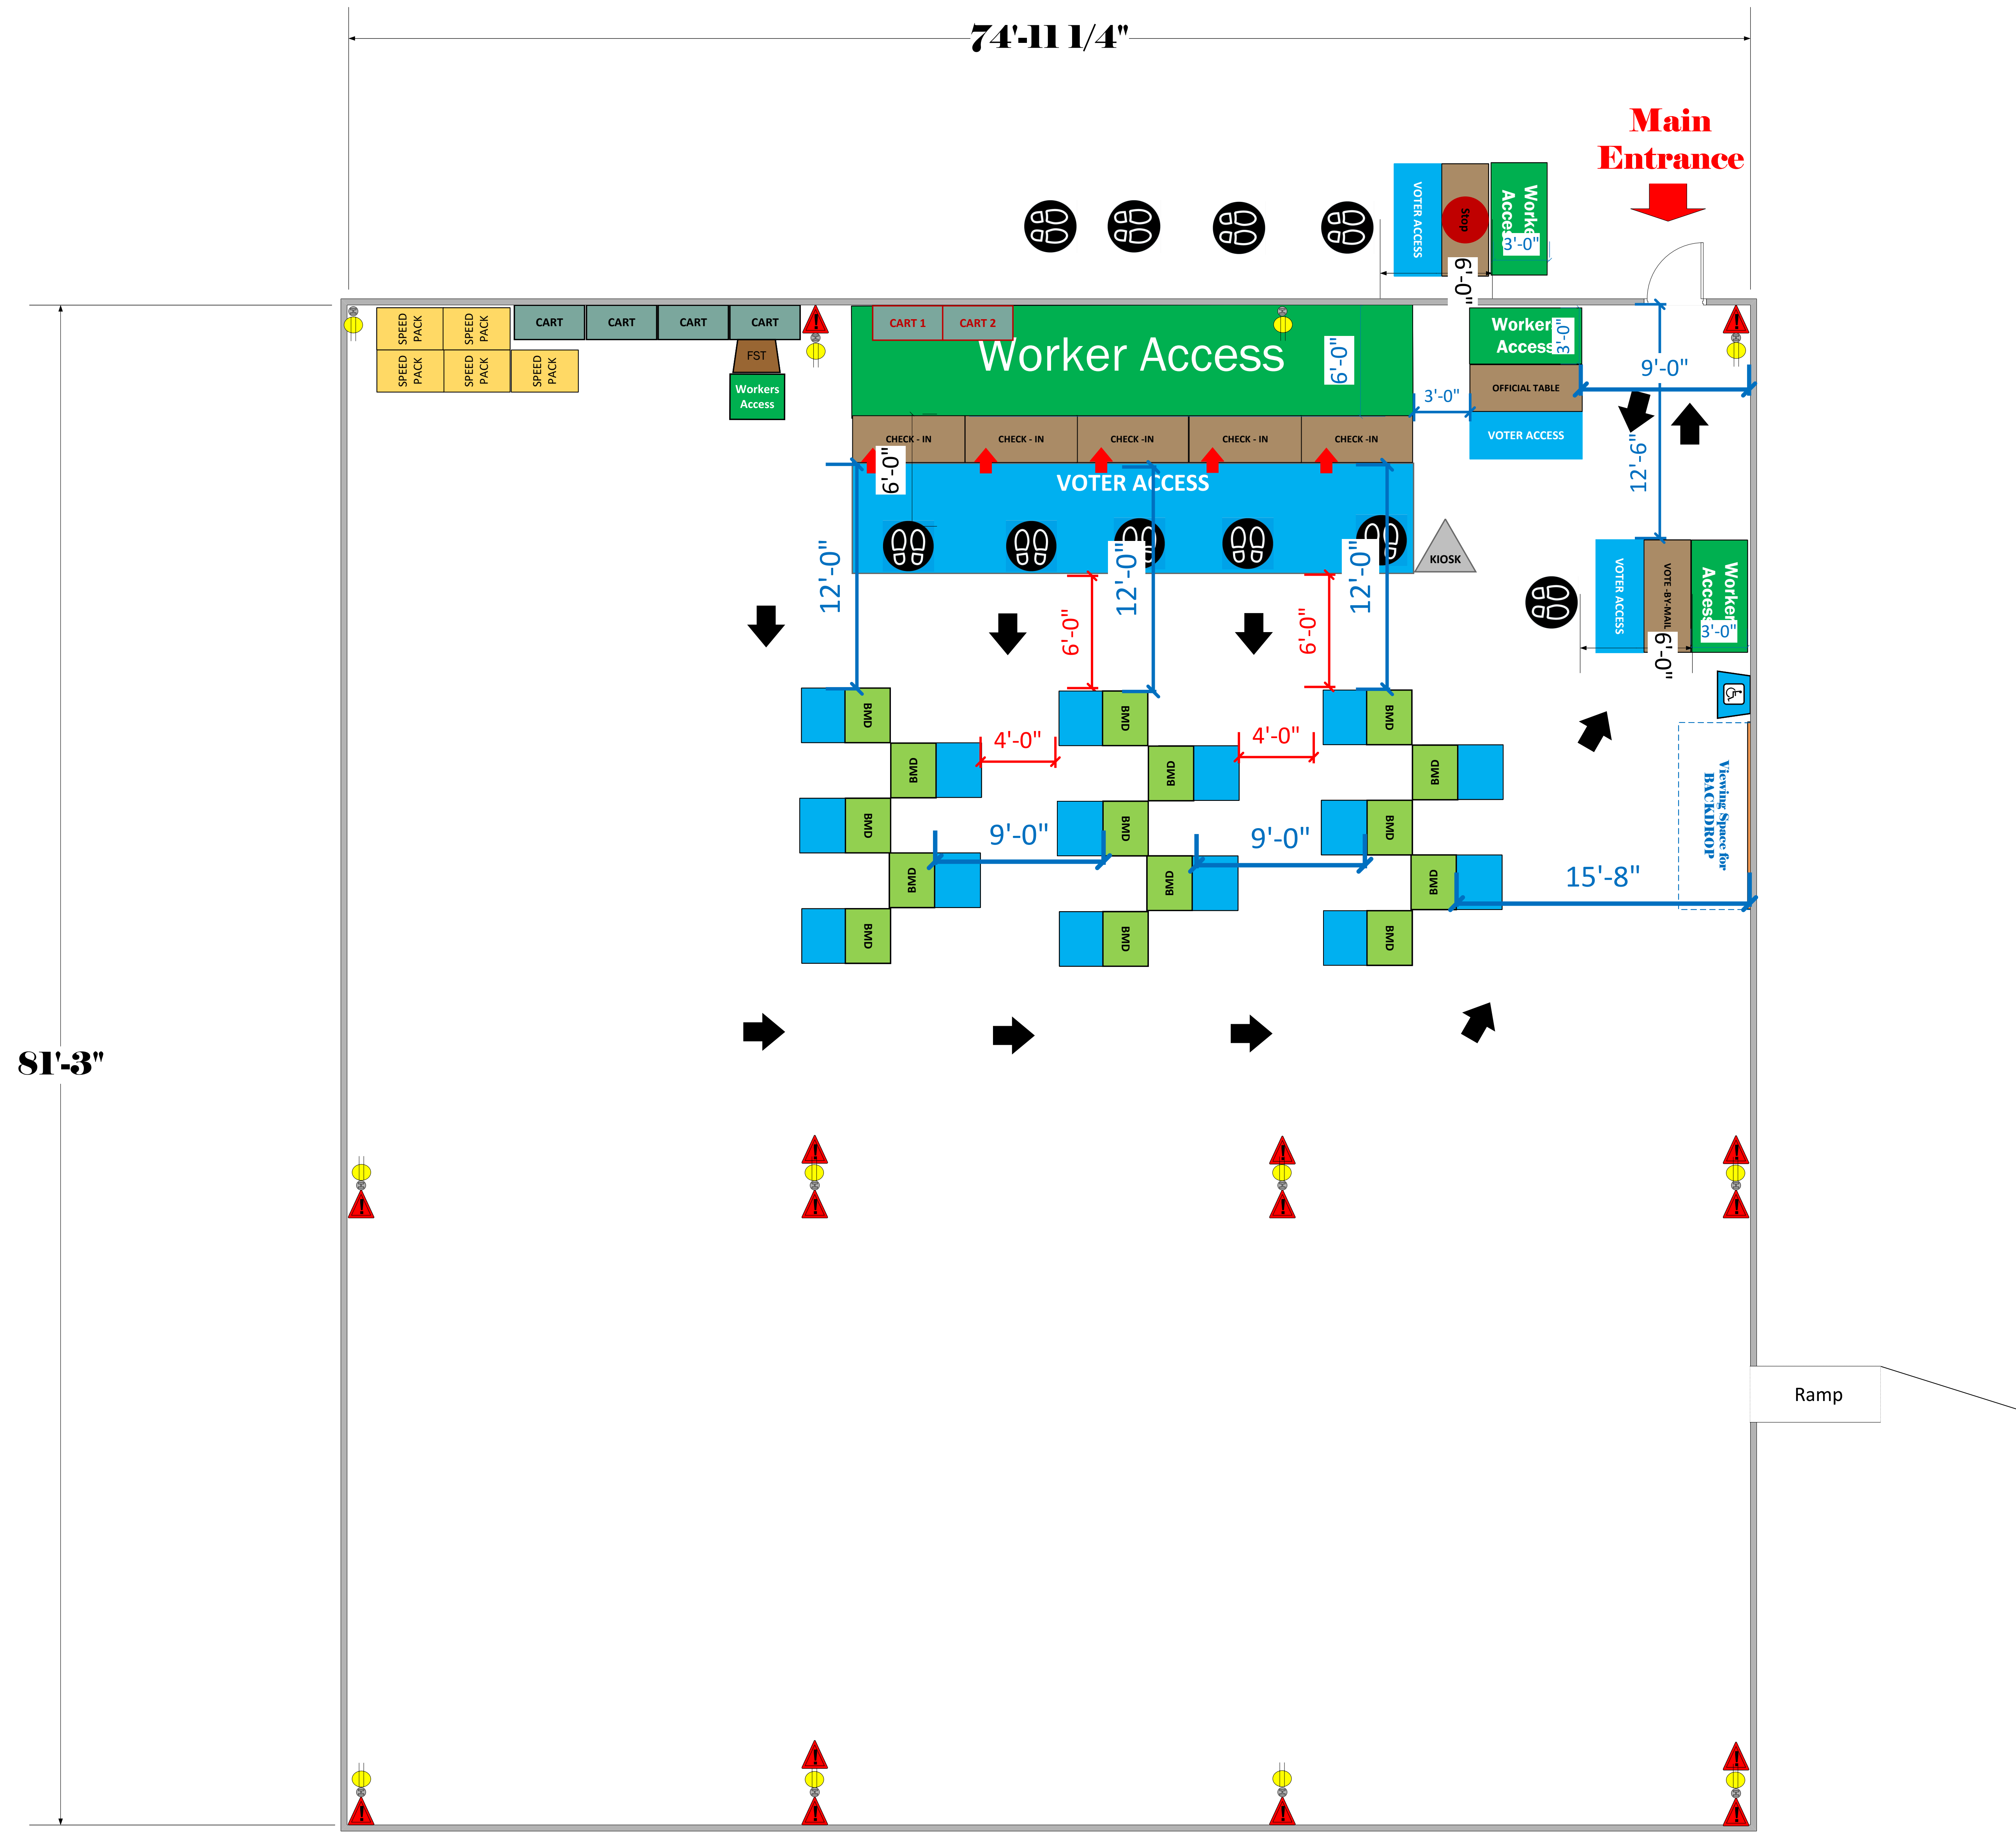 74'-11 1/4"
Main
Entrance
VOTER ACCESS
Stop
3'-0"
6'-0"
SPEED
PACK
SPEED
PACK
CART
CART
CART
CART
CART 1
CART 2
Worker Access
6'-0"
3'-0"
9'-0"
SPEED
PACK
SPEED
PACK
SPEED
PACK
FST
Workers
Access
3'-0"
OFFICIAL TABLE
VOTER ACCESS
CHECK - IN
CHECK - IN
CHECK -IN
CHECK - IN
CHECK -IN
6'-0"
VOTER ACCESS
12'-6"
12'-0"
12'-0"
12'-0"
KIOSK
VOTER ACCESS
VOTE -BY-MAIL
3'-0"
6'-0"
6'-0"
6'-0"
BMD
BMD
BMD
4'-0"
4'-0"
BMD
BMD
BMD
Viewing Space for
BACKDROP
BMD
BMD
BMD
9'-0"
9'-0"
15'-8"
BMD
BMD
BMD
BMD
BMD
BMD
81'-3"
Ramp